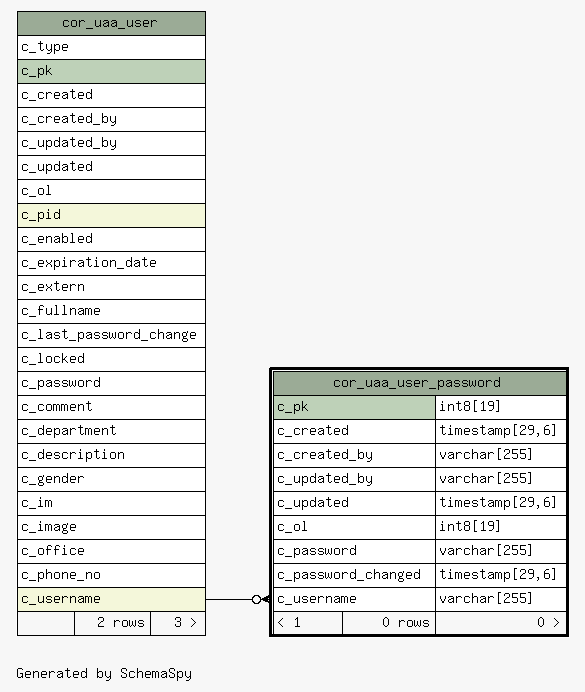 cor_uaa_user
c_type
c_pk
c_created
c_created_by
c_updated_by
c_updated
c_ol
c_pid
c_enabled
c_expiration_date
c_extern
c_fullname
c_last_password_change
c_locked
c_password
c_comment
c_department
c_description
c_gender
c_im
c_image
c_office
c_phone_no
c_username
2 rows 3 >
cor_uaa_user_password
c_pk int8[19]
c_created timestamp[29,6]
c_created_by varchar[255]
c_updated_by varchar[255]
c_updated timestamp[29,6]
c_ol int8[19]
c_password varchar[255]
c_password_changed timestamp[29,6]
c_username varchar[255]
< 1 0 rows 0 >
Generated by SchemaSpy